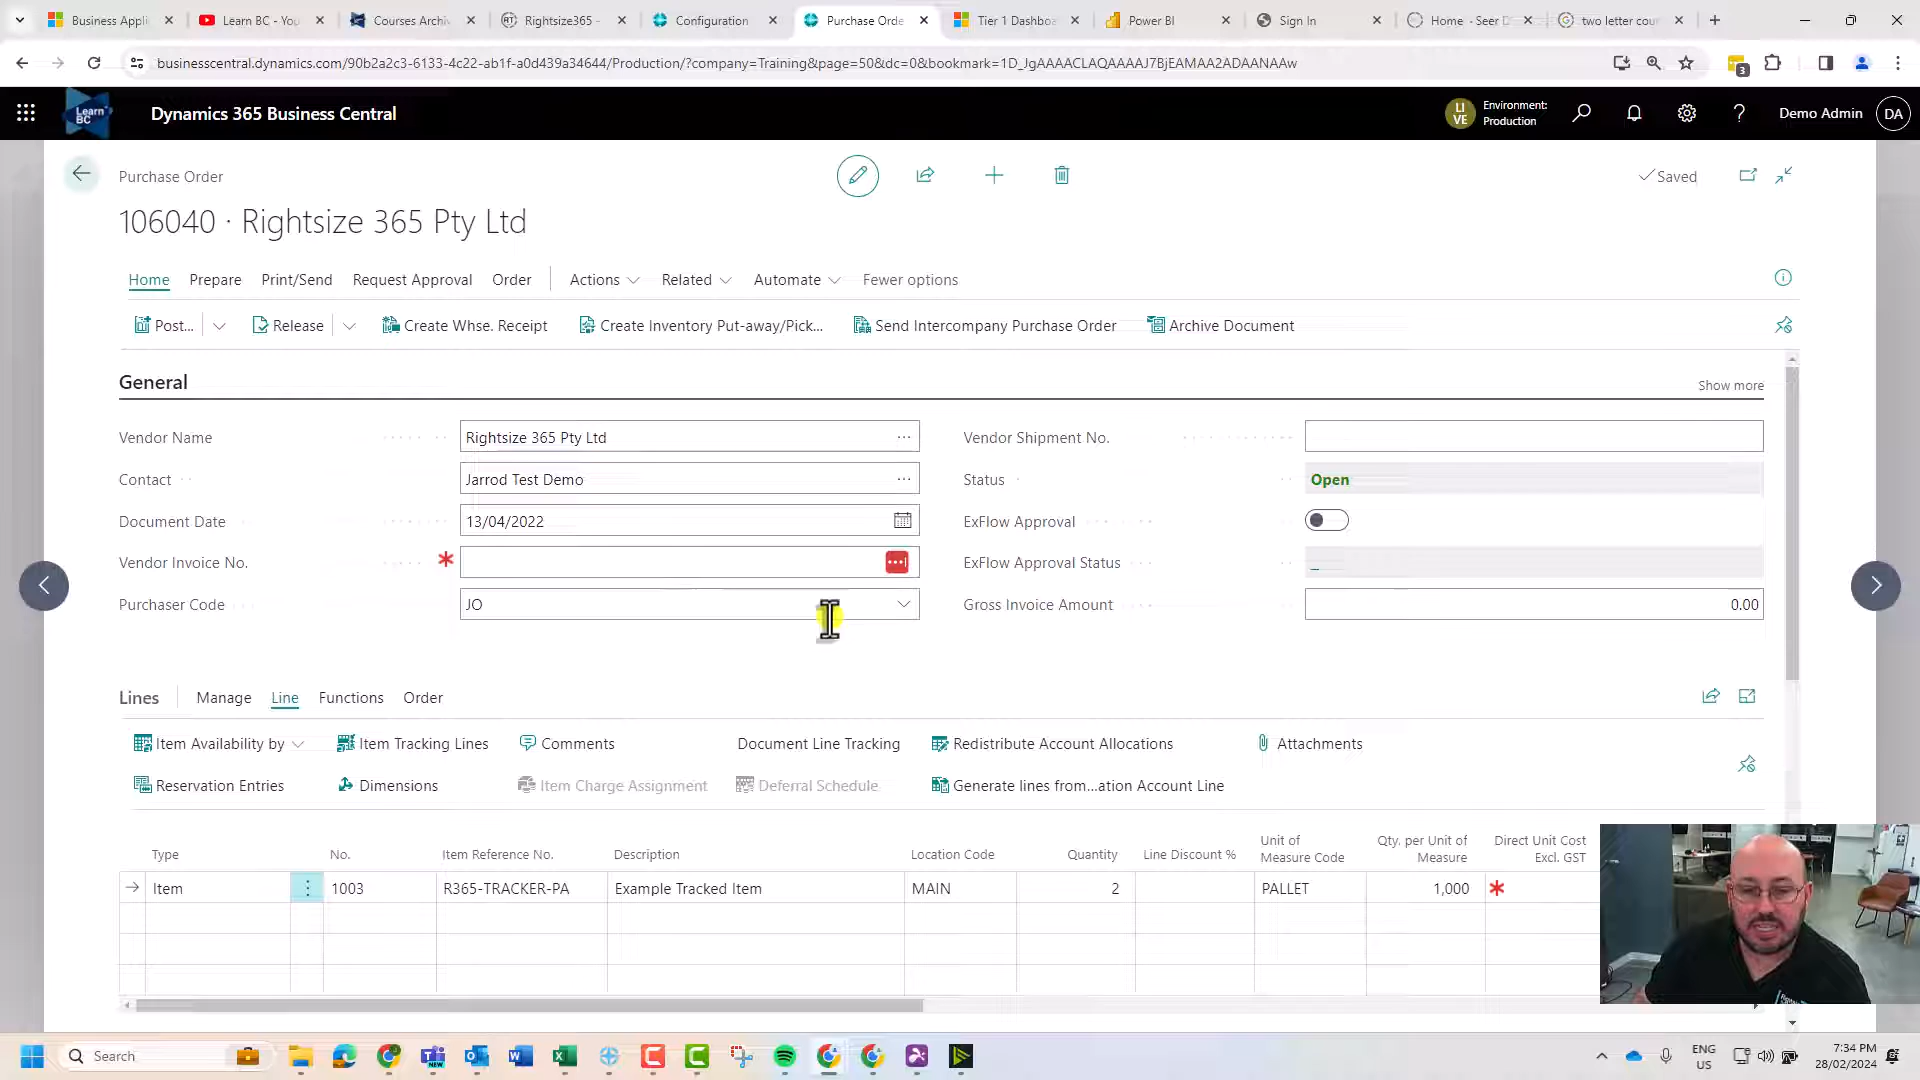 Business Appli
Learn BC - You
Courses Archiv
Rightsize365 -
Configuration
Purchase Orde
Tier 1 Dashboa
Power BI
Sign In
Home - Seer D
two letter cou
businesscentral.dynamics.com/90b2a2c3-6133-4c22-ab1f-a0d439a34644/Production/?company=Training&page=50&dc=0&bookmark=1D_JgAAAACLAQAAAAJ7BjEAMAA2ADAANAAw
3
Learn BC
Dynamics 365 Business Central
LIVE
Environment: Production
?
Demo Admin
DA
Purchase Order
Saved
106040 · Rightsize 365 Pty Ltd
Home Prepare Print/Send Request Approval Order Actions Related Automate Fewer options
Post... Release Create Whse. Receipt Create Inventory Put-away/Pick... Send Intercompany Purchase Order Archive Document
General
Show more
Vendor Name Rightsize 365 Pty Ltd
Vendor Shipment No.
Contact Jarrod Test Demo
Status Open
Document Date 13/04/2022
ExFlow Approval
Vendor Invoice No.
ExFlow Approval Status _
Purchaser Code JO
Gross Invoice Amount 0.00
Lines Manage Line Functions Order
Item Availability by Item Tracking Lines Comments Document Line Tracking Redistribute Account Allocations Attachments
Reservation Entries Dimensions Item Charge Assignment Deferral Schedule Generate lines from...ation Account Line
Type No. Item Reference No. Description Location Code Quantity Line Discount % Unit of Measure Code Qty. per Unit of Measure Direct Unit Cost Excl. GST
Item 1003 R365-TRACKER-PA Example Tracked Item MAIN 2 PALLET 1,000
Search
NEW
ENG
US
7:34 PM
28/02/2024